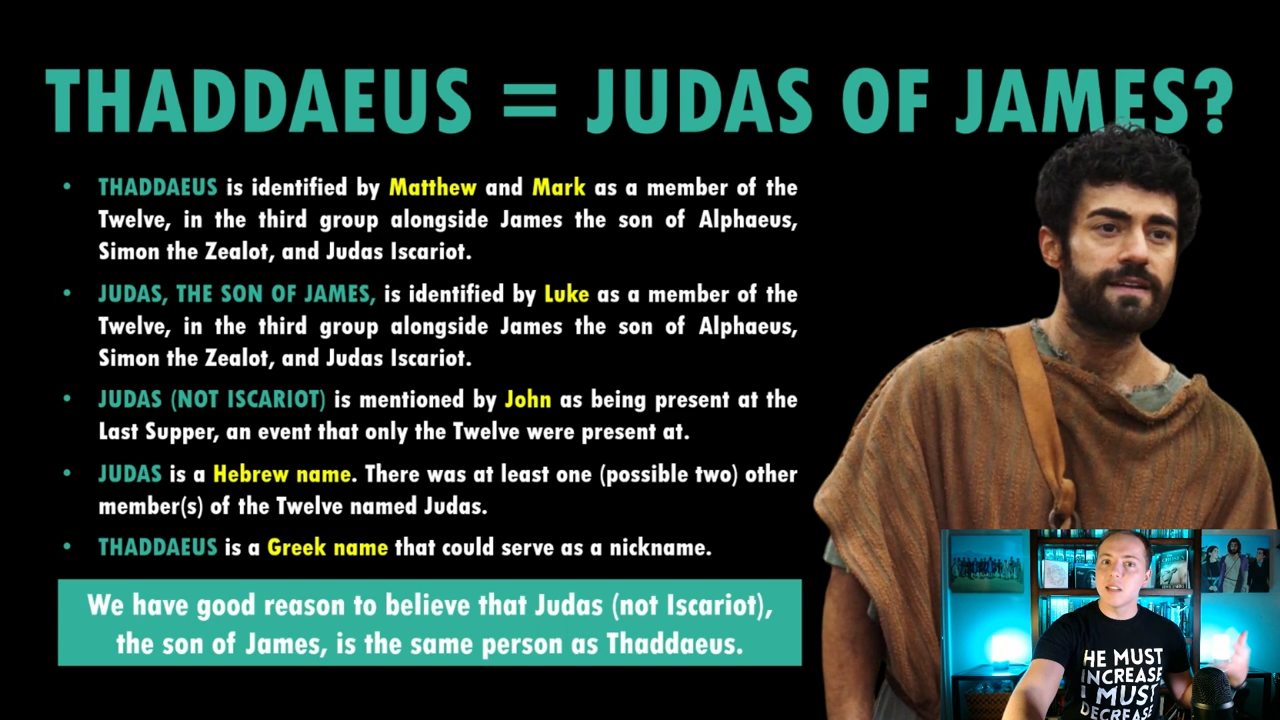 THADDAEUS = JUDAS OF JAMES?
• THADDAEUS is identified by Matthew and Mark as a member of the
Twelve, in the third group alongside James the son of Alphaeus,
Simon the Zealot, and Judas Iscariot.
• JUDAS, THE SON OF JAMES, is identified by Luke as a member of the
Twelve, in the third group alongside James the son of Alphaeus,
Simon the Zealot, and Judas Iscariot.
• JUDAS (NOT ISCARIOT) is mentioned by John as being present at the
Last Supper, an event that only the Twelve were present at.
• JUDAS is a Hebrew name. There was at least one (possible two) other
member(s) of the Twelve named Judas.
• THADDAEUS is a Greek name that could serve as a nickname.
We have good reason to believe that Judas (not Iscariot),
the son of James, is the same person as Thaddaeus.
HE MUST
INCREASE
I MUST
DECREASE